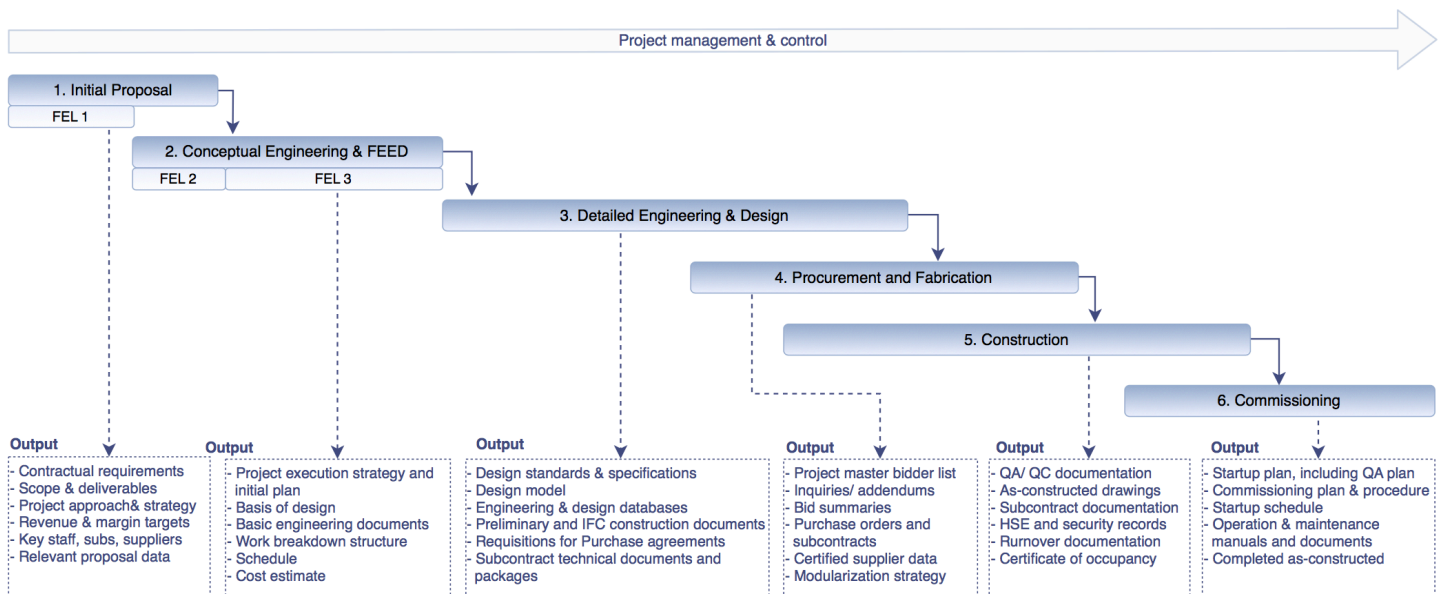 Project management & control
1. Initial Proposal
FEL 1
2. Conceptual Engineering & FEED
FEL 2
FEL 3
3. Detailed Engineering & Design
4. Procurement and Fabrication
5. Construction
6. Commissioning
Output
- Contractual requirements
- Scope & deliverables
- Project approach& strategy
- Revenue & margin targets
- Key staff, subs, suppliers
- Relevant proposal data
Output
- Project execution strategy and
initial plan
- Basis of design
- Basic engineering documents
- Work breakdown structure
- Schedule
- Cost estimate
Output
- Design standards & specifications
- Design model
- Engineering & design databases
- Preliminary and IFC construction documents
- Requisitions for Purchase agreements
- Subcontract technical documents and
packages
Output
- Project master bidder list
- Inquiries/ addendums
- Bid summaries
- Purchase orders and
subcontracts
- Certified supplier data
- Modularization strategy
Output
- QA/ QC documentation
- As-constructed drawings
- Subcontract documentation
- HSE and security records
- Rurnover documentation
- Certificate of occupancy
Output
- Startup plan, including QA plan
- Commissioning plan & procedure
- Startup schedule
- Operation & maintenance
manuals and documents
- Completed as-constructed